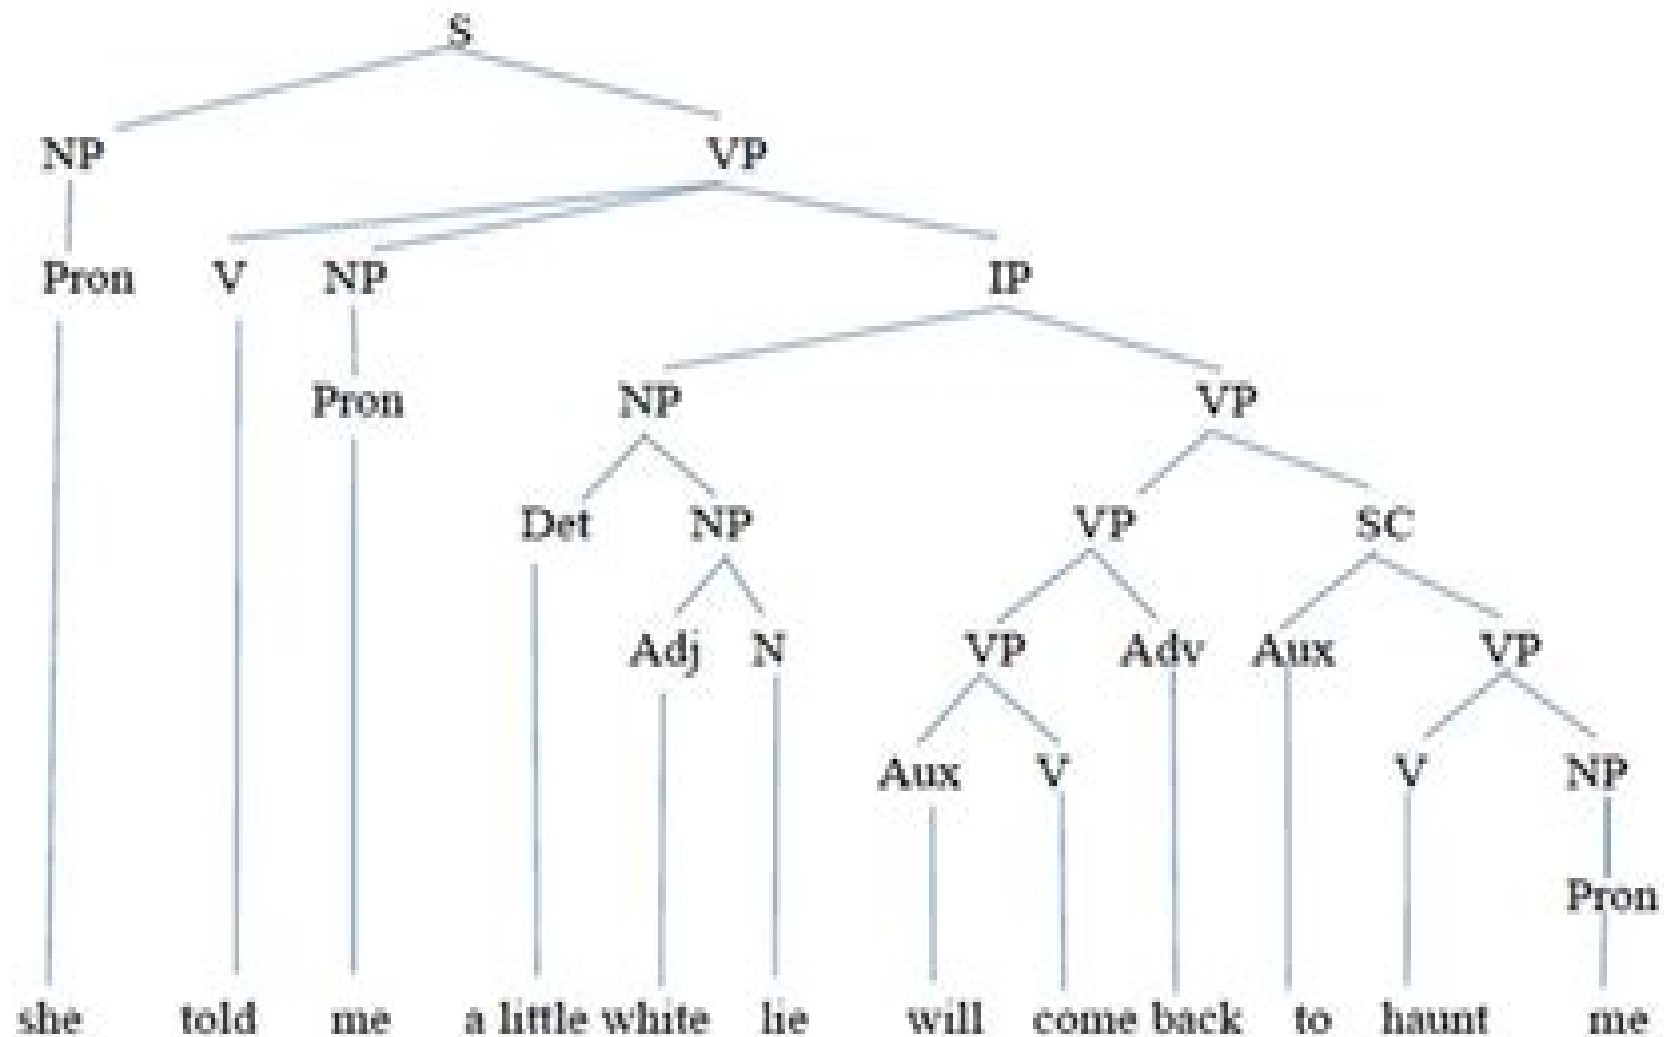 S
NP VP
Pron V NP IP
Pron NP VP
Det NP VP SC
Adj N VP Adv Aux VP
Aux V V NP
Pron
she told me a little white lie will come back to haunt me